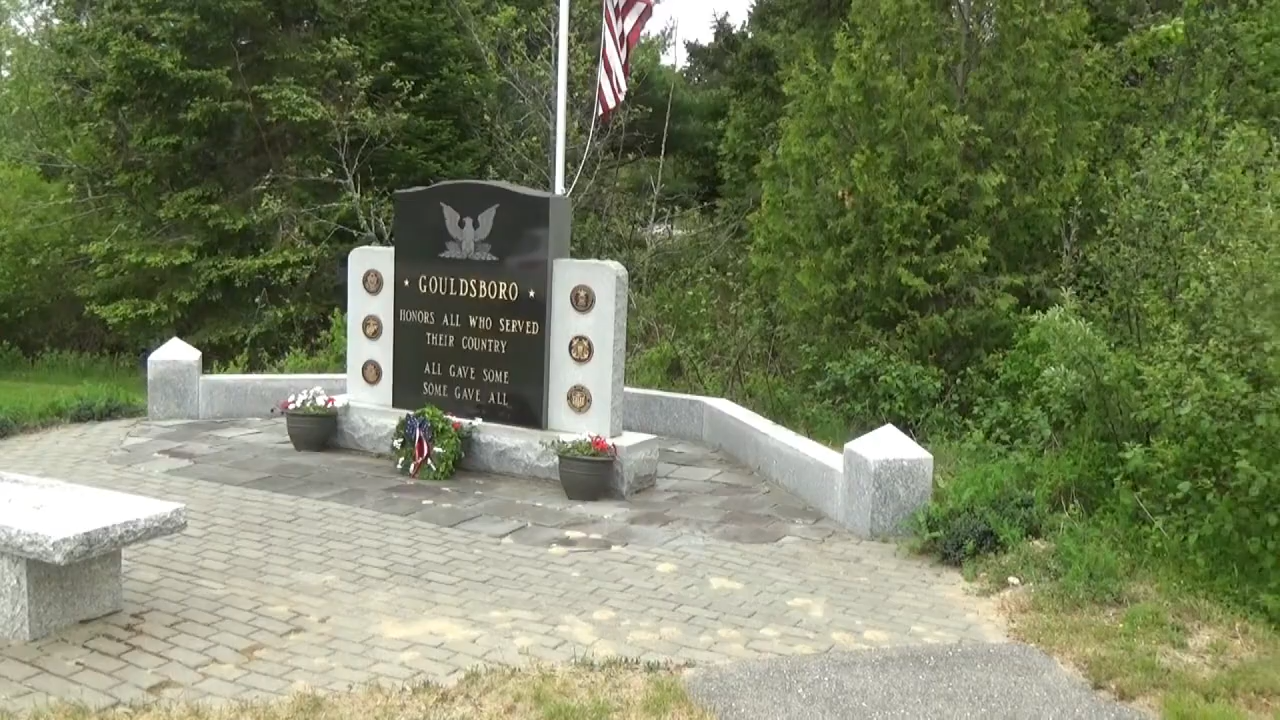 ★ GOULDSBORO ★
HONORS ALL WHO SERVED
THEIR COUNTRY
ALL GAVE SOME
SOME GAVE ALL